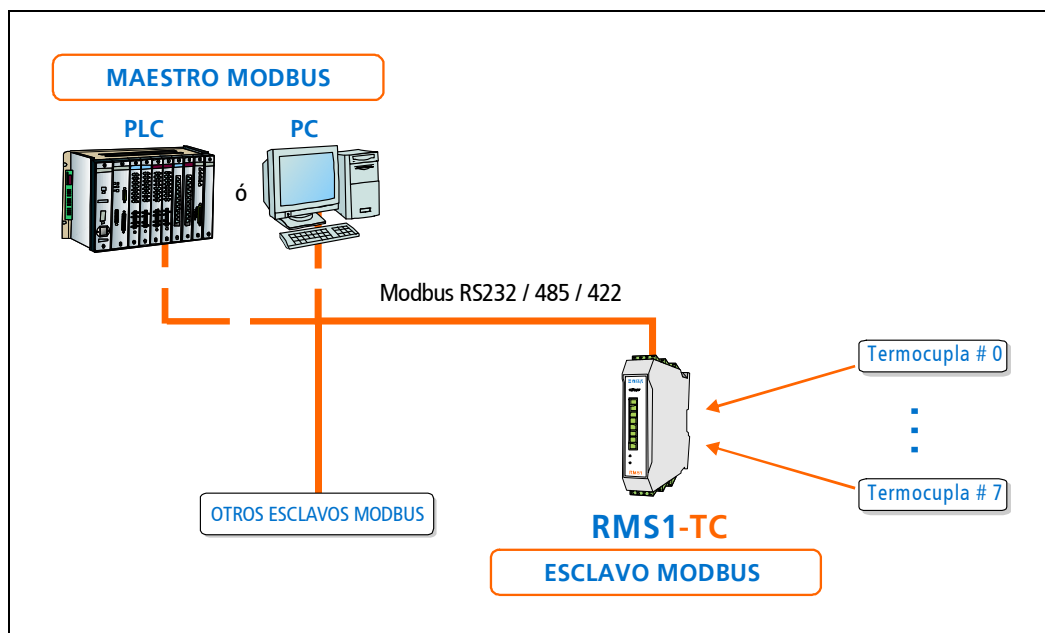 MAESTRO MODBUS
PLC
PC
ó
Modbus RS232 / 485 / 422
Termocupla # 0
Termocupla # 7
RMS1
OTROS ESCLAVOS MODBUS
RMS1-TC
ESCLAVO MODBUS